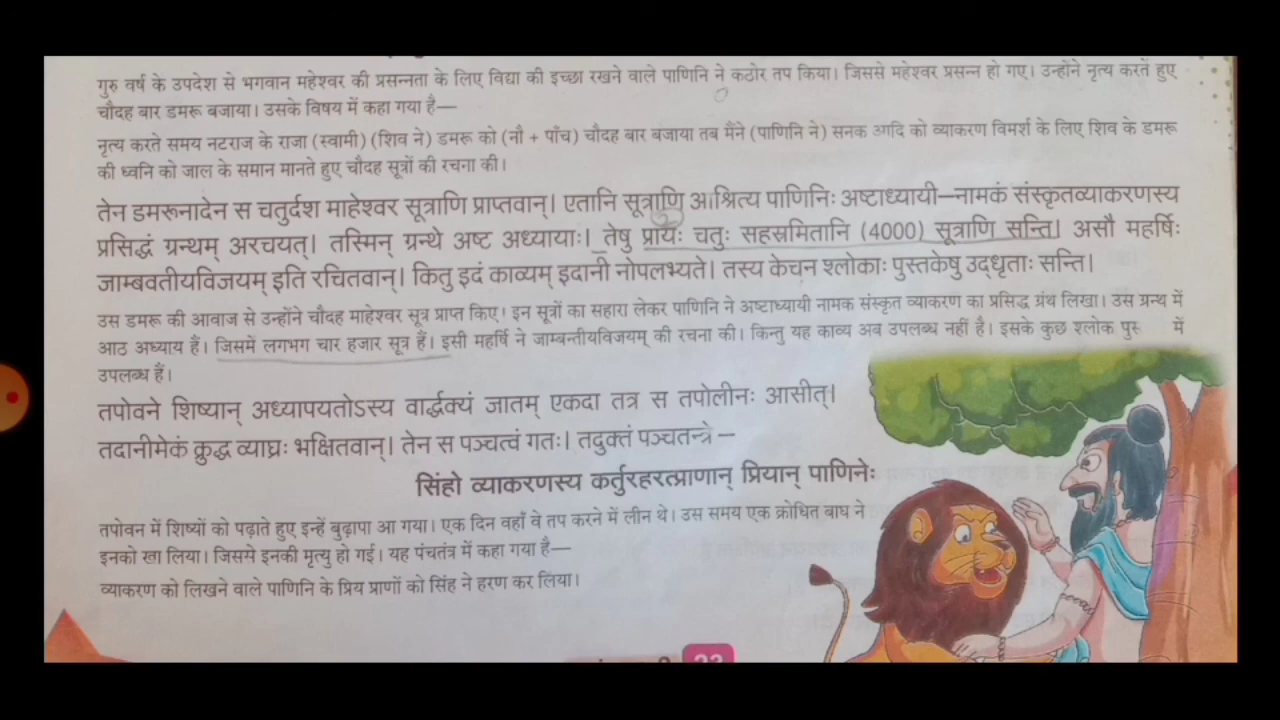 गुरु वर्ष के उपदेश से भगवान महेश्वर की प्रसन्नता के लिए विद्या की इच्छा रखने वाले पाणिनि ने कठोर तप किया। जिससे महेश्वर प्रसन्न हो गए। उन्होंने नृत्य करते हुए
चौदह बार डमरू बजाया। उसके विषय में कहा गया है—
नृत्य करते समय नटराज के राजा (स्वामी) (शिव ने) डमरू को (नौ + पाँच) चौदह बार बजाया तब मैंने (पाणिनि ने) सनक आदि को व्याकरण विमर्श के लिए शिव के डमरू
की ध्वनि को जाल के समान मानते हुए चौदह सूत्रों की रचना की।
तेन डमरूनादेन स चतुर्दश माहेश्वर सूत्राणि प्राप्तवान्। एतानि सूत्राणि आश्रित्य पाणिनिः अष्टाध्यायी—नामकं संस्कृतव्याकरणस्य
प्रसिद्धं ग्रन्थम् अरचयत्। तस्मिन् ग्रन्थे अष्ट अध्यायाः। तेषु प्रायः चतुः सहस्रमितानि (4000) सूत्राणि सन्ति। असौ महर्षिः
जाम्बवतीयविजयम् इति रचितवान्। कितु इदं काव्यम् इदानी नोपलभ्यते। तस्य केचन श्लोकाः पुस्तकेषु उद्धृताः सन्ति।
उस डमरू की आवाज से उन्होंने चौदह माहेश्वर सूत्र प्राप्त किए। इन सूत्रों का सहारा लेकर पाणिनि ने अष्टाध्यायी नामक संस्कृत व्याकरण का प्रसिद्ध ग्रंथ लिखा। उस ग्रन्थ में
आठ अध्याय हैं। जिसमें लगभग चार हजार सूत्र हैं। इसी महर्षि ने जाम्बन्तीयविजयम् की रचना की। किन्तु यह काव्य अब उपलब्ध नहीं है। इसके कुछ श्लोक में
उपलब्ध हैं।
तपोवने शिष्यान् अध्यापयतोऽस्य वार्द्धक्यं जातम् एकदा तत्र स तपोलीनः आसीत्।
तदानीमेकं क्रुद्ध व्याघ्रः भक्षितवान्। तेन स पञ्चत्वं गतः। तदुक्तं पञ्चतन्त्रे —
सिंहो व्याकरणस्य कर्तुरहरत्प्राणान् प्रियान् पाणिनेः
तपोवन में शिष्यों को पढ़ाते हुए इन्हें बुढ़ापा आ गया। एक दिन वहाँ वे तप करने में लीन थे। उस समय एक क्रोधित बाघ ने
इनको खा लिया। जिससे इनकी मृत्यु हो गई। यह पंचतंत्र में कहा गया है—
व्याकरण को लिखने वाले पाणिनि के प्रिय प्राणों को सिंह ने हरण कर लिया।